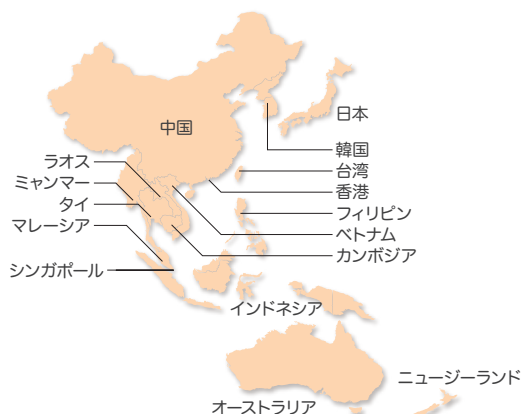 中国
日本
韓国
台湾
香港
フィリピン
ベトナム
カンボジア
ラオス
ミャンマー
タイ
マレーシア
シンガポール
インドネシア
ニュージーランド
オーストラリア